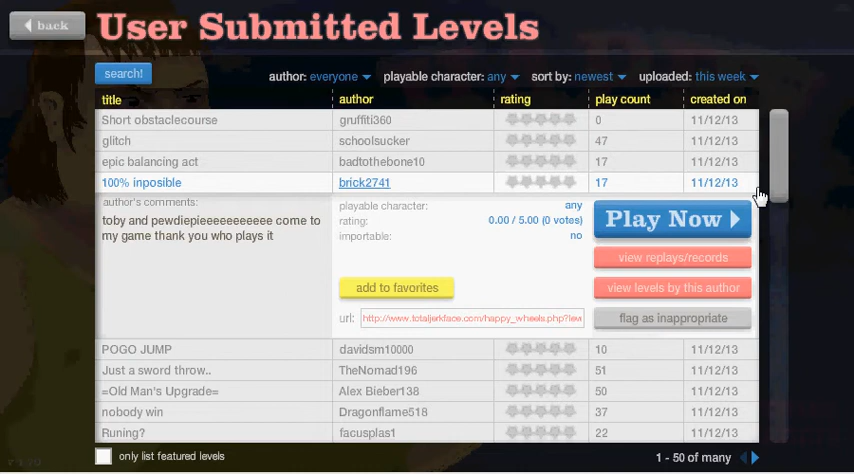 back
User Submitted Levels
search!
author: everyone playable character: any sort by: newest uploaded: this week
title author rating play count created on
Short obstaclecourse gruffiti360 0 11/12/13
glitch schoolsucker 47 11/12/13
epic balancing act badtothebone10 17 11/12/13
100% inposible brick2741 17 11/12/13
author's comments:
toby and pewdiepieeeeeeeeeee come to
my game thank you who plays it
playable character: any
rating: 0.00 / 5.00 (0 votes)
importable: no
add to favorites
url: http://www.totaljerkface.com/happy_wheels.php?lev
Play Now
view replays/records
view levels by this author
flag as inappropriate
POGO JUMP davidsm10000 10 11/12/13
Just a sword throw.. TheNomad196 51 11/12/13
=Old Man's Upgrade= Alex Bieber138 50 11/12/13
nobody win Dragonflame518 37 11/12/13
Runing? facusplas1 22 11/12/13
only list featured levels
1 - 50 of many